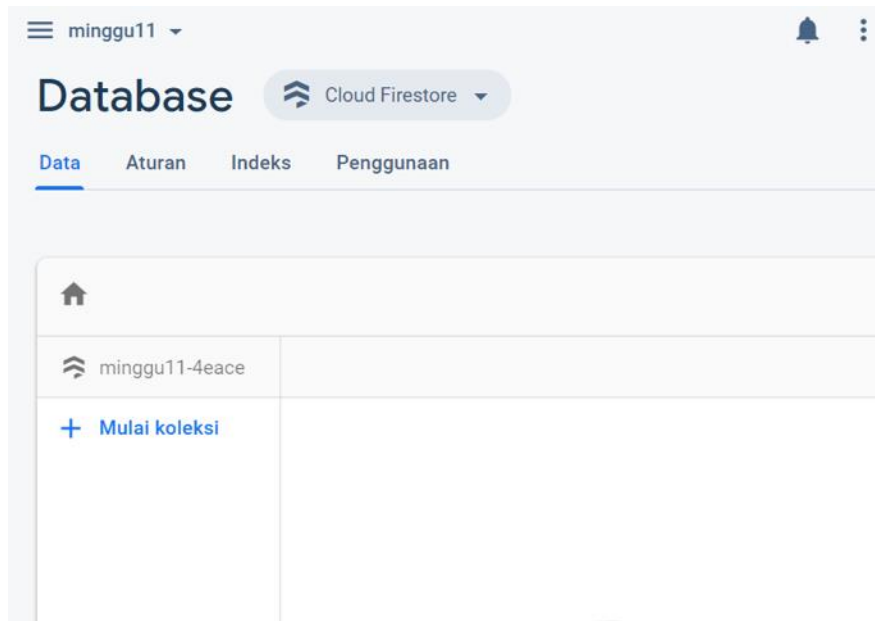 minggu11
Database Cloud Firestore
Data Aturan Indeks Penggunaan
minggu11-4eace
+ Mulai koleksi